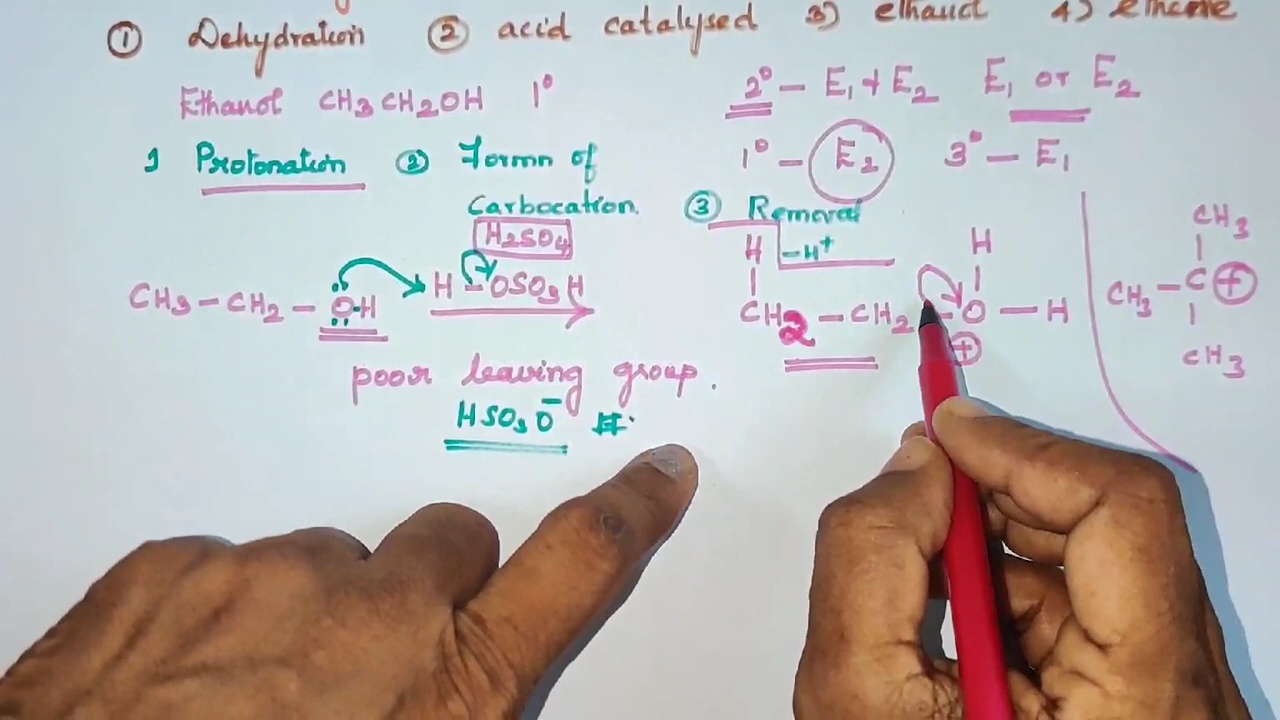 ① Dehydration ② acid catalysed 3) ethanol 4) ethene
Ethanol CH3CH2OH 1°
2° - E1 + E2 E1 or E2
1° - E2 3° - E1
1 Protonation ② Formn of
Carbocation. ③ Removal
H2SO4
-H+
CH3 - CH2 - OH H - OSO3H
H H
CH2 - CH2 - O - H
+
CH3
CH3 - C +
CH3
poor leaving group.
HSO3O-